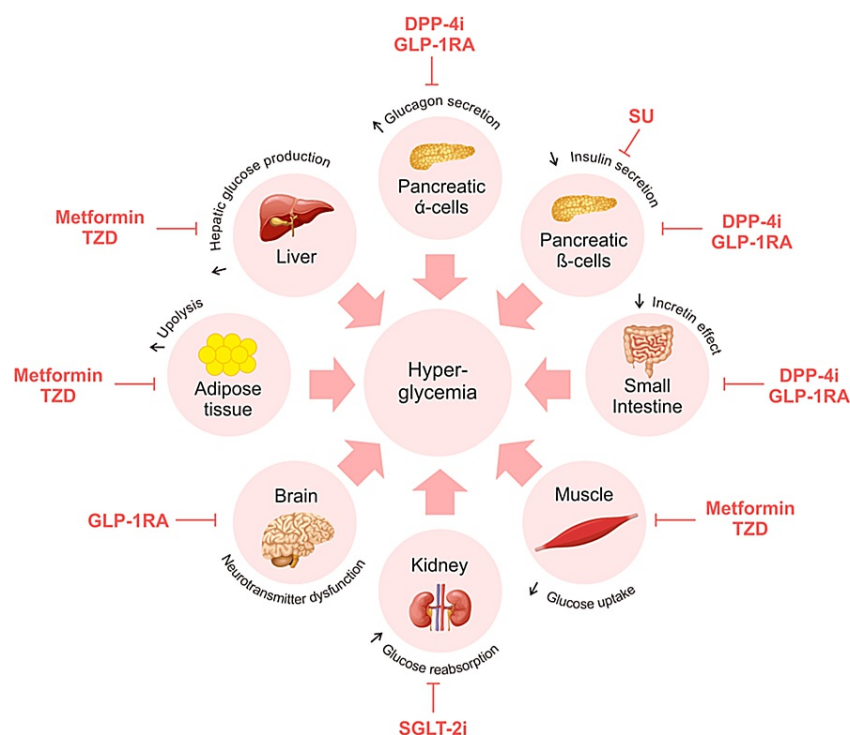 DPP-4i
GLP-1RA
↑ Glucagon secretion
Pancreatic
ά-cells
SU
↓ Insulin secretion
Pancreatic
ß-cells
DPP-4i
GLP-1RA
↑ Hepatic glucose production
Liver
Metformin
TZD
↑ Upolysis
Adipose
tissue
Metformin
TZD
Hyper-
glycemia
↓ Incretin effect
Small
Intestine
DPP-4i
GLP-1RA
Brain
Neurotransmitter dysfunction
GLP-1RA
Muscle
↓ Glucose uptake
Metformin
TZD
Kidney
↑ Glucose reabsorption
SGLT-2i